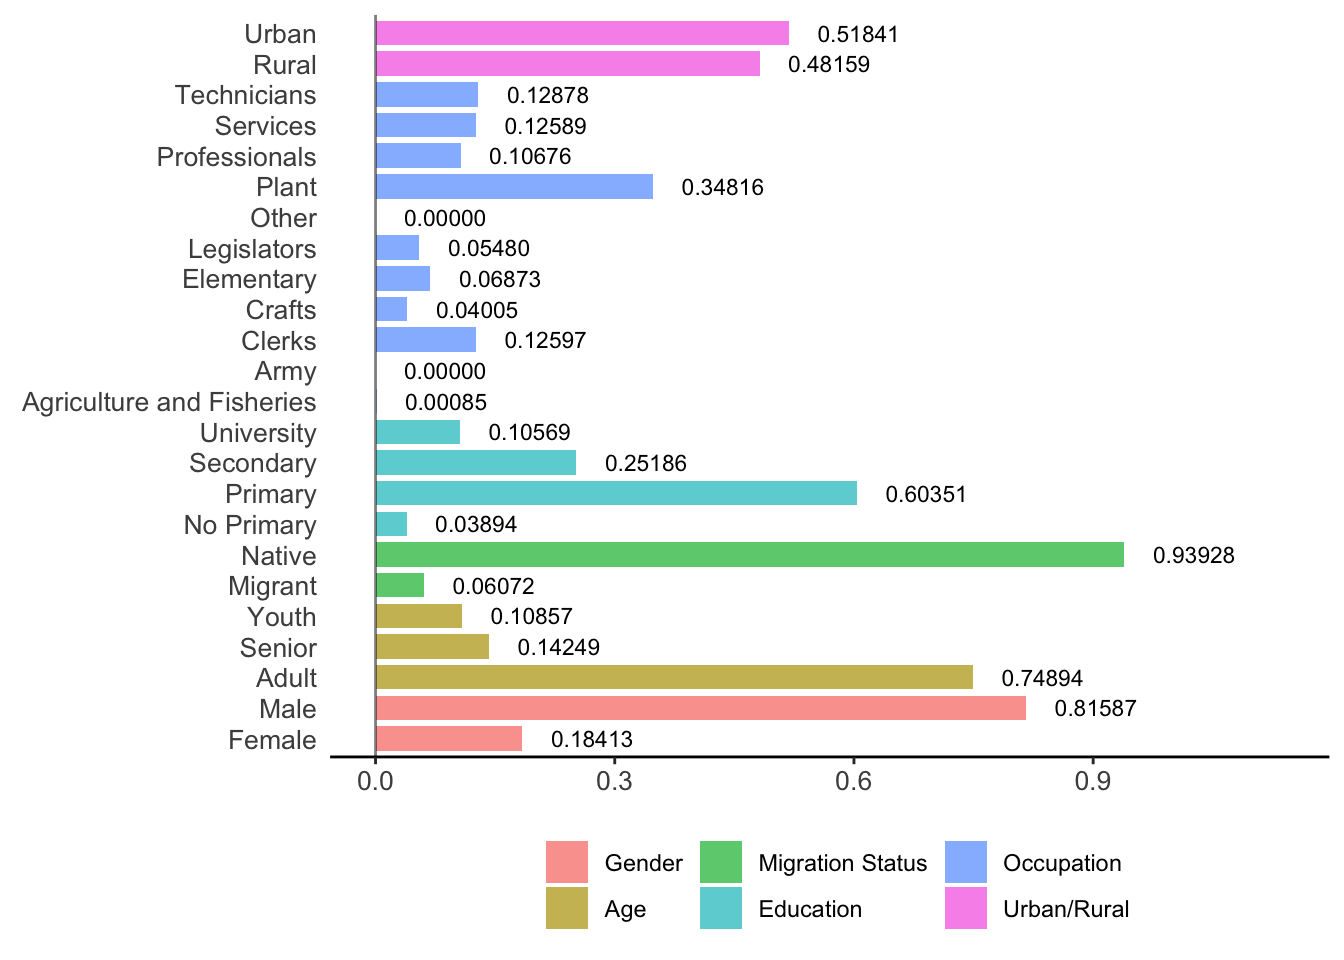 Urban 0.51841
Rural 0.48159
Technicians 0.12878
Services 0.12589
Professionals 0.10676
Plant 0.34816
Other 0.00000
Legislators 0.05480
Elementary 0.06873
Crafts 0.04005
Clerks 0.12597
Army 0.00000
Agriculture and Fisheries 0.00085
University 0.10569
Secondary 0.25186
Primary 0.60351
No Primary 0.03894
Native 0.93928
Migrant 0.06072
Youth 0.10857
Senior 0.14249
Adult 0.74894
Male 0.81587
Female 0.18413
0.0 0.3 0.6 0.9
Gender Migration Status Occupation
Age Education Urban/Rural